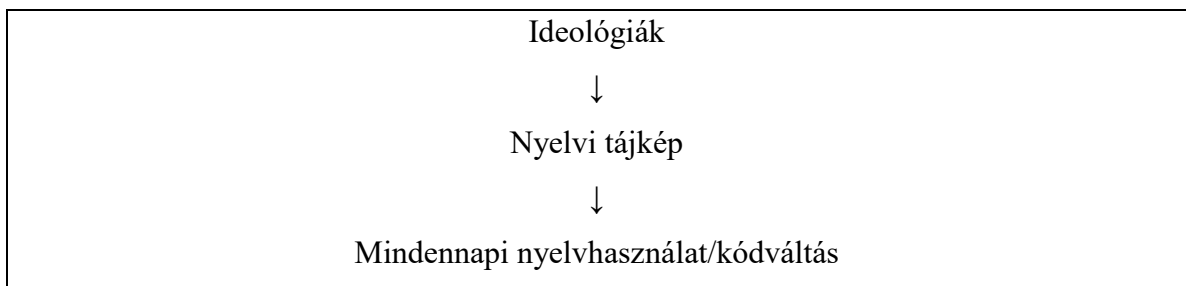 Ideológiák
↓
Nyelvi tájkép
↓
Mindennapi nyelvhasználat/kódváltás